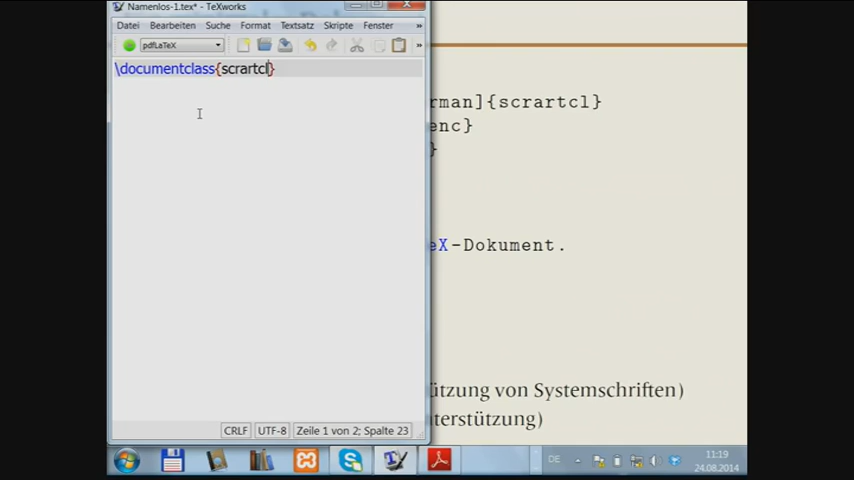 Namenlos-1.tex* - TeXworks
Datei Bearbeiten Suche Format Textsatz Skripte Fenster »
pdfLaTeX »
\documentclass{scrartcl}
rman]{scrartcl}
enc}
}
eX-Dokument.
ützung von Systemschriften)
terstützung)
CRLF UTF-8 Zeile 1 von 2; Spalte 23
DE 11:19
24.08.2014